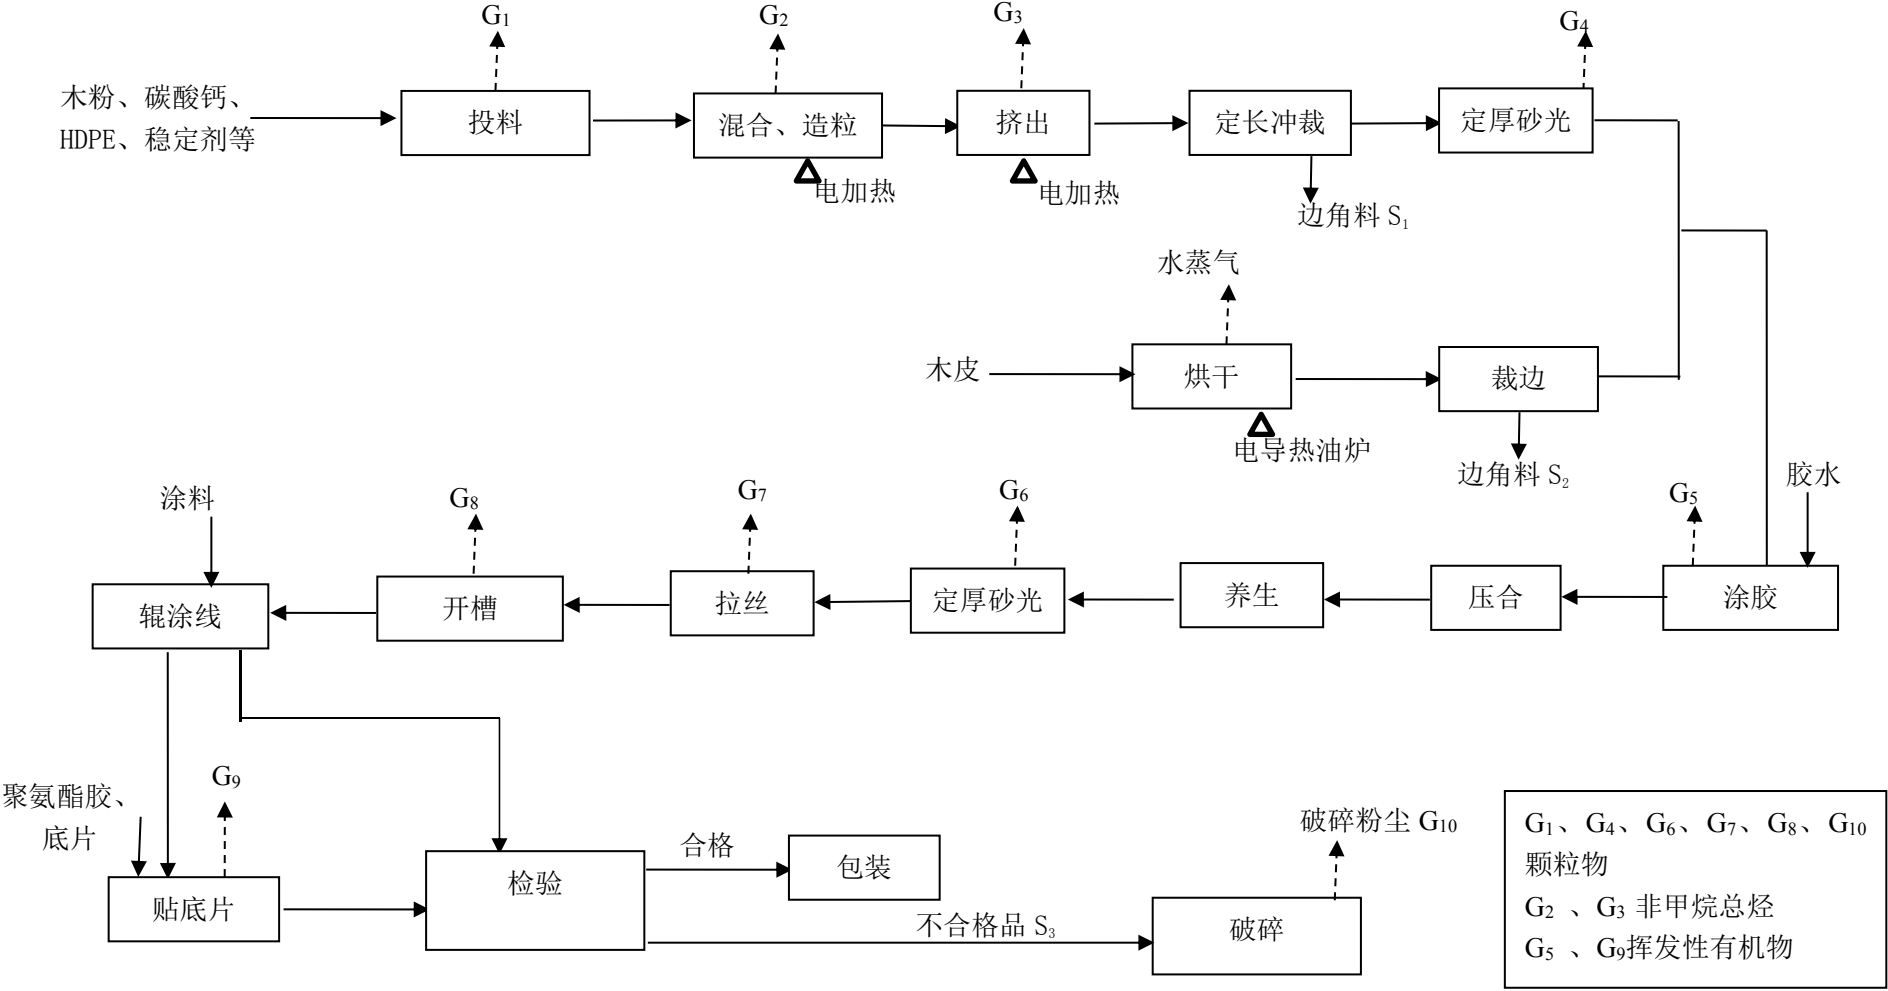 G₁
G₂
G₃
G₄
木粉、碳酸钙、
HDPE、稳定剂等
投料
混合、造粒
挤出
定长冲裁
定厚砂光
电加热
电加热
边角料 S₁
水蒸气
木皮
烘干
裁边
电导热油炉
边角料 S₂
胶水
涂料
G₈
G₇
G₆
G₅
辊涂线
开槽
拉丝
定厚砂光
养生
压合
涂胶
聚氨酯胶、
底片
G₉
贴底片
检验
合格
包装
不合格品 S₃
破碎粉尘 G₁₀
破碎
G₁、G₄、G₆、G₇、G₈、G₁₀
颗粒物
G₂ 、G₃ 非甲烷总烃
G₅ 、G₉挥发性有机物